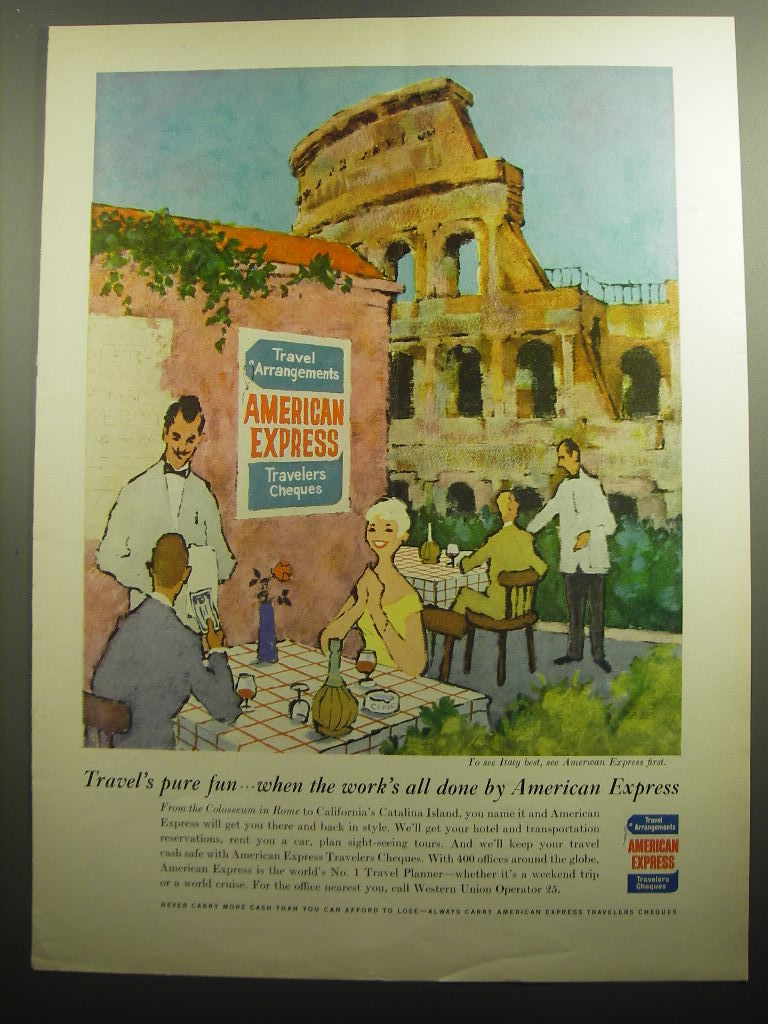 Travel
Arrangements
AMERICAN
EXPRESS
Travelers
Cheques
To see Italy best, see American Express first.
Travel's pure fun...when the work's all done by American Express
From the Colosseum in Rome to California's Catalina Island, you name it and American
Express will get you there and back in style. We'll get your hotel and transportation
reservations, rent you a car, plan sight-seeing tours. And we'll keep your travel
cash safe with American Express Travelers Cheques. With 400 offices around the globe,
American Express is the world's No. 1 Travel Planner—whether it's a weekend trip
or a world cruise. For the office nearest you, call Western Union Operator 25.
Travel
Arrangements
AMERICAN
EXPRESS
Travelers
Cheques
NEVER CARRY MORE CASH THAN YOU CAN AFFORD TO LOSE—ALWAYS CARRY AMERICAN EXPRESS TRAVELERS CHEQUES